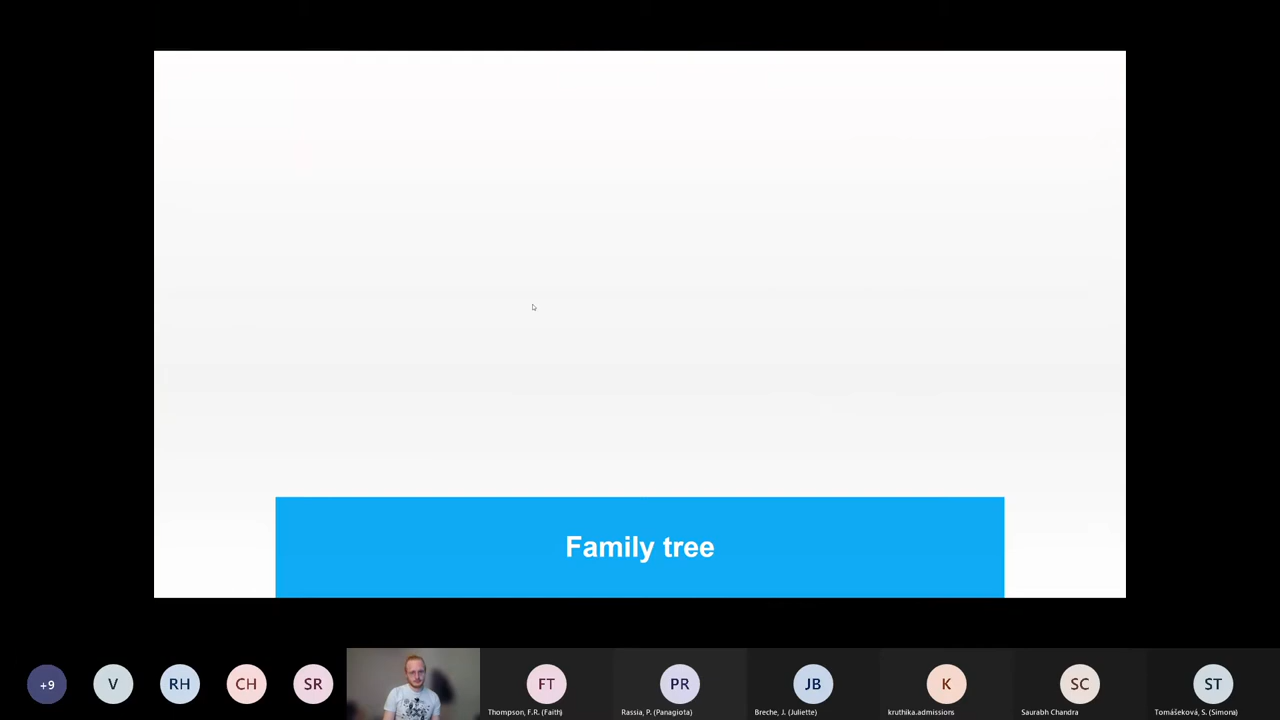 Family tree
+9
V
RH
CH
SR
FT
PR
JB
K
SC
ST
Thompson, F.R. (Faith)
Rassia, P. (Panagiota)
Breche, J. (Juliette)
kruthika.admissions
Saurabh Chandra
Tomášeková, S. (Simona)